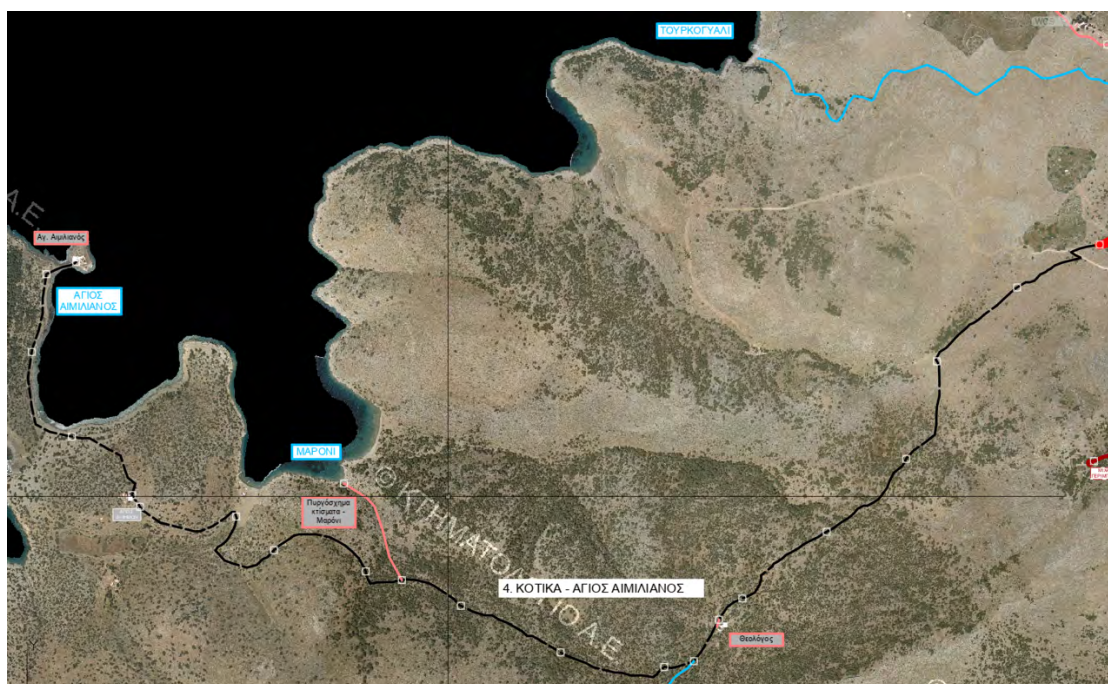 ΤΟΥΡΚΟΓΥΑΛΙ
Α.Ε.
Αγ. Αιμιλιανός
ΑΓΙΟΣ
ΑΙΜΙΛΙΑΝΟΣ
ΜΑΡΟΝΙ
Πυργόσχημα
κτίσματα -
Μαρόνι
© ΚΤΗΜΑΤΟΛΟΓΙΟ Α.Ε
4. ΚΟΤΙΚΑ - ΑΓΙΟΣ ΑΙΜΙΛΙΑΝΟΣ
Θεολόγος